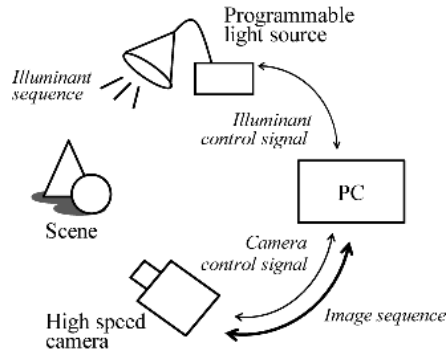 Programmable
light source
Illuminant
sequence
Illuminant
control signal
PC
Scene
Camera
control signal
High speed
camera
Image sequence